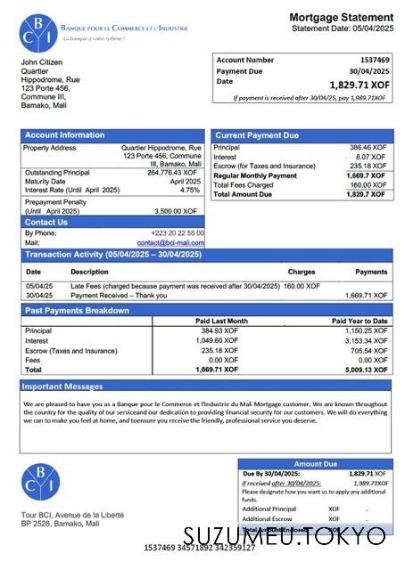 BCI
BANQUE POUR LE COMMERCE ET L'INDUSTRIE
La banque à votre rythme !
Mortgage Statement
Statement Date: 05/04/2025
John Citizen
Quartier
Hippodrome, Rue
123 Porte 456,
Commune III,
Bamako, Mali
Account Number 1537469
Payment Due 30/04/2025
Date 1,829.71 XOF
If payment is received after 30/04/25, pay 1,989.71XOF
Account Information
Property Address Quartier Hippodrome, Rue
123 Porte 456, Commune
III, Bamako, Mali
Outstanding Principal 264,776.43 XOF
Maturity Date April 2025
Interest Rate (Until April 2025) 4.75%
Prepayment Penalty
(Until April 2025) 3,500.00 XOF
Contact Us
By Phone: +223 20 22 55 00
Mail: contact@bci-mali.com
Current Payment Due
Principal 386.46 XOF
Interest 8.07 XOF
Escrow (for Taxes and Insurance) 235.18 XOF
Regular Monthly Payment 1,669.7 XOF
Total Fees Charged 160.00 XOF
Total Amount Due 1,829.7 XOF
Transaction Activity (05/04/2025 – 30/04/2025)
Date Description Charges Payments
05/04/25 Late Fees (charged because payment was received after 30/04/2025) 160.00 XOF
30/04/25 Payment Received – Thank you 1,669.71 XOF
Past Payments Breakdown
Paid Last Month Paid Year to Date
Principal 384.93 XOF 1,150.25 XOF
Interest 1,049.60 XOF 3,153.34 XOF
Escrow (Taxes and Insurance) 235.18 XOF 705.54 XOF
Fees 0.00 XOF 0.00 XOF
Total 1,669.71 XOF 5,009.13 XOF
Important Messages
We are pleased to have you as a Banque pour le Commerce et l'Industrie du Mali Mortgage customer. We are known throughout
the country for the quality of our serviceand our dedication to providing financial security for our customers. We will do everything
we can to make you feel at home, and toensure you receive the friendly, professional service you deserve.
BCI
Tour BCI, Avenue de la Liberté
BP 2528, Bamako, Mali
Amount Due
Due By 30/04/2025: 1,829.71 XOF
If received after 30/04/2025: 1,989.71XOF
Please designate how you want us to apply any additional
funds.
Additional Principal XOF .
Additional Escrow XOF .
XOF
SUZUMEU.TOKYO
1537469 34571892 342359127